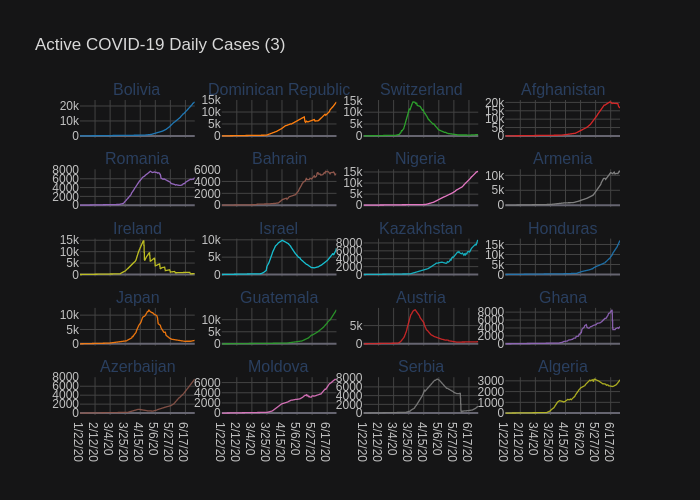 Active COVID-19 Daily Cases (3)
Bolivia
Dominican Republic
Switzerland
Afghanistan
20k
10k
0
15k
10k
5k
0
15k
10k
5k
0
20k
15k
10k
5k
0
Romania
Bahrain
Nigeria
Armenia
8000
6000
4000
2000
0
6000
4000
2000
0
15k
10k
5k
0
10k
5k
0
Ireland
Israel
Kazakhstan
Honduras
15k
10k
5k
0
10k
5k
0
8000
6000
4000
2000
0
15k
10k
5k
0
Japan
Guatemala
Austria
Ghana
10k
5k
0
10k
5k
0
5k
0
8000
6000
4000
2000
0
Azerbaijan
Moldova
Serbia
Algeria
8000
6000
4000
2000
0
6000
4000
2000
0
8000
6000
4000
2000
0
3000
2000
1000
0
1/22/20
2/12/20
3/4/20
3/25/20
4/15/20
5/6/20
5/27/20
6/17/20
1/22/20
2/12/20
3/4/20
3/25/20
4/15/20
5/6/20
5/27/20
6/17/20
1/22/20
2/12/20
3/4/20
3/25/20
4/15/20
5/6/20
5/27/20
6/17/20
1/22/20
2/12/20
3/4/20
3/25/20
4/15/20
5/6/20
5/27/20
6/17/20